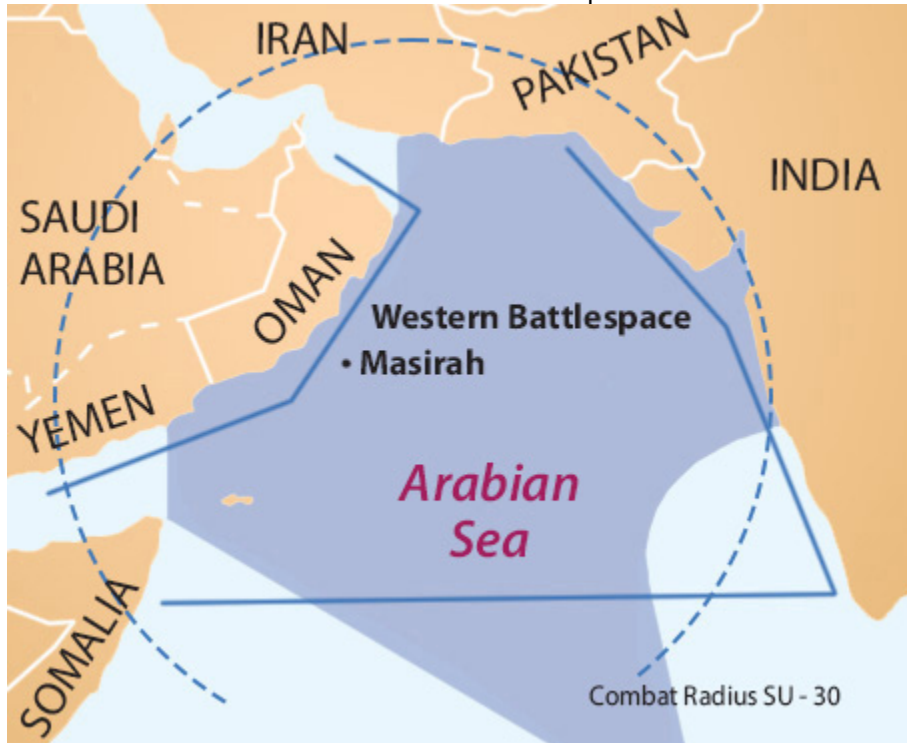 IRAN
PAKISTAN
INDIA
SAUDI
ARABIA
OMAN
Western Battlespace
• Masirah
YEMEN
Arabian
Sea
SOMALIA
Combat Radius SU - 30